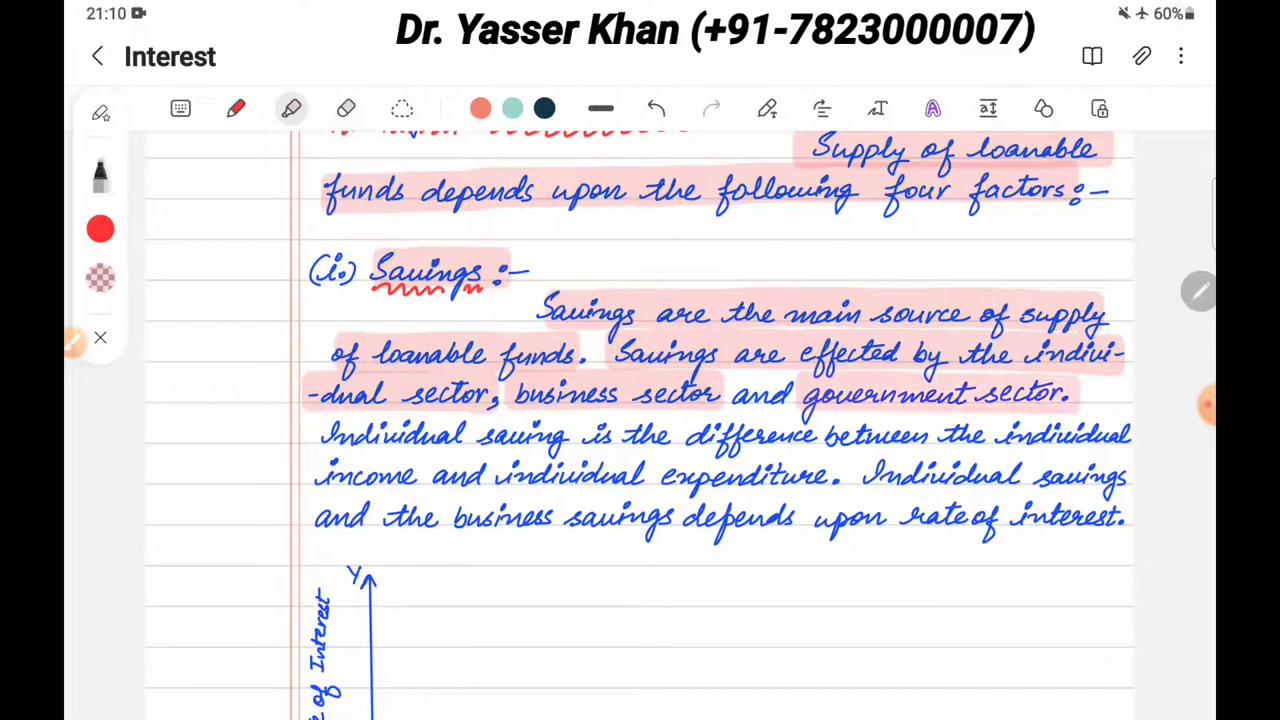 21:10
Dr. Yasser Khan (+91-7823000007)
60%
Interest
Supply of loanable
funds depends upon the following four factors:-
(i.) Savings :-
Savings are the main source of supply
of loanable funds. Savings are effected by the indivi-
-dual sector, business sector and government sector.
Individual saving is the difference between the individual
income and individual expenditure. Individual savings
and the business savings depends upon rate of interest.
Y
of Interest